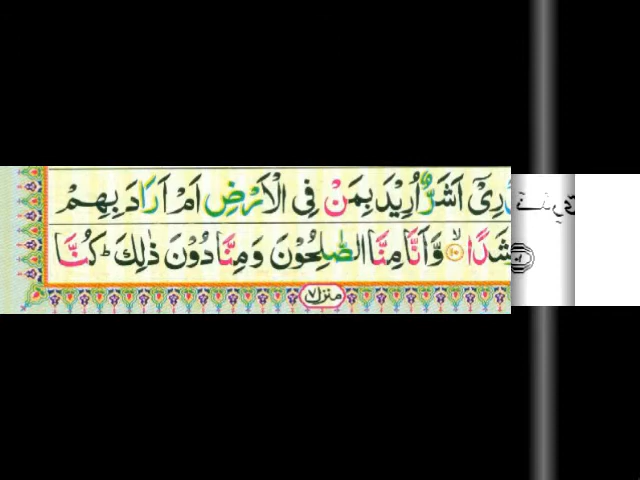 دْرِىْٓ اَشَرٌّ اُرِيْدَ بِمَنْ فِى الْاَرْضِ اَمْ اَرَادَ بِهِمْ
شَدًا ۙ﴿۱۰﴾ وَّاَنَّا مِنَّا الصّٰلِحُوْنَ وَمِنَّا دُوْنَ ذٰلِكَ ؕ كُنَّا
منزل ۷